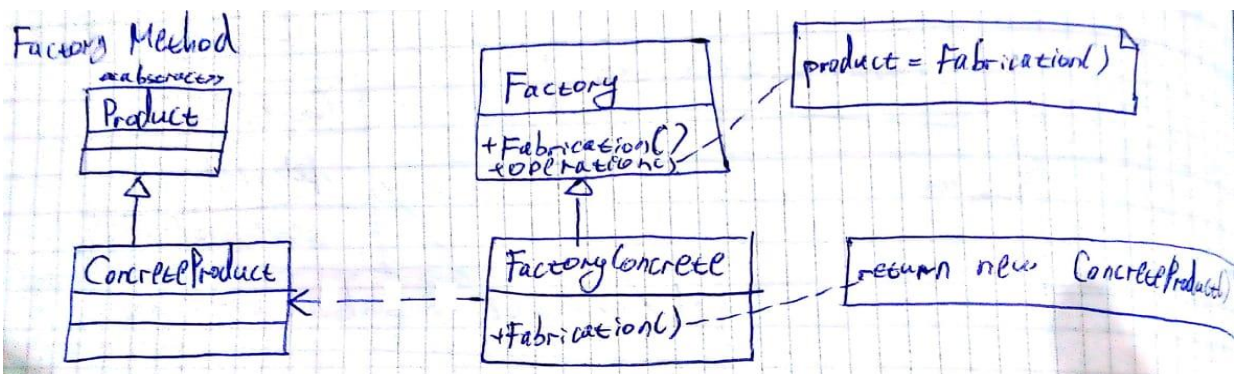 Factory Method
<<abstract>>
Product
ConcreteProduct
Factory
+Fabrication()
+operation()
product = Fabrication()
FactoryConcrete
+Fabrication()
return new ConcreteProduct()